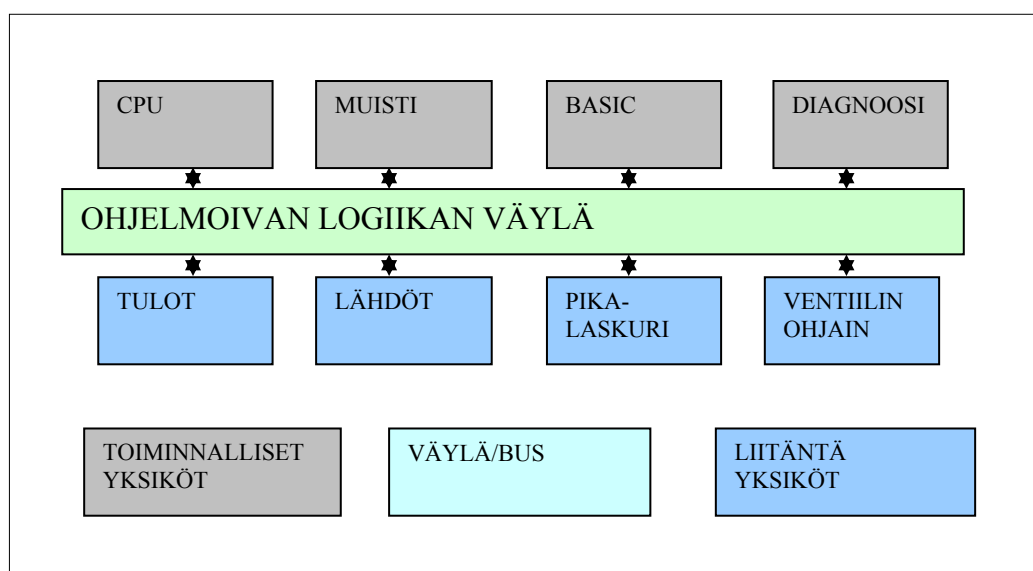 CPU
MUISTI
BASIC
DIAGNOOSI
OHJELMOIVAN LOGIIKAN VÄYLÄ
TULOT
LÄHDÖT
PIKA-
LASKURI
VENTIILIN
OHJAIN
TOIMINNALLISET
YKSIKÖT
VÄYLÄ/BUS
LIITÄNTÄ
YKSIKÖT